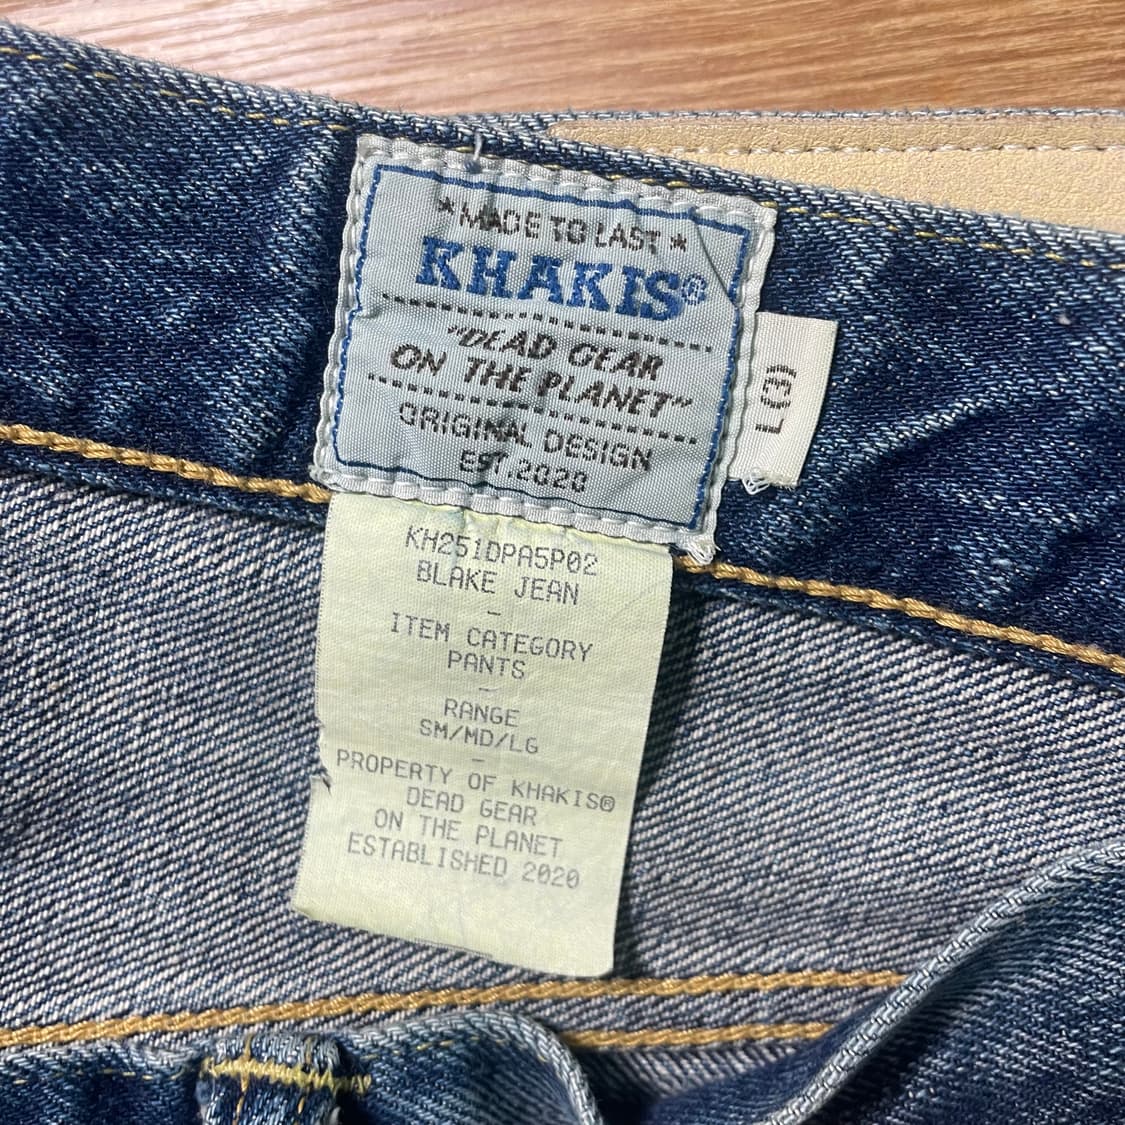 *MADE TO LAST*
KHAKIS®
"DEAD GEAR
ON THE PLANET"
ORIGINAL DESIGN
EST.2020
L(3)
KH251DPA5P02
BLAKE JEAN
-
ITEM CATEGORY
PANTS
-
RANGE
SM/MD/LG
-
PROPERTY OF KHAKIS®
DEAD GEAR
ON THE PLANET
ESTABLISHED 2020